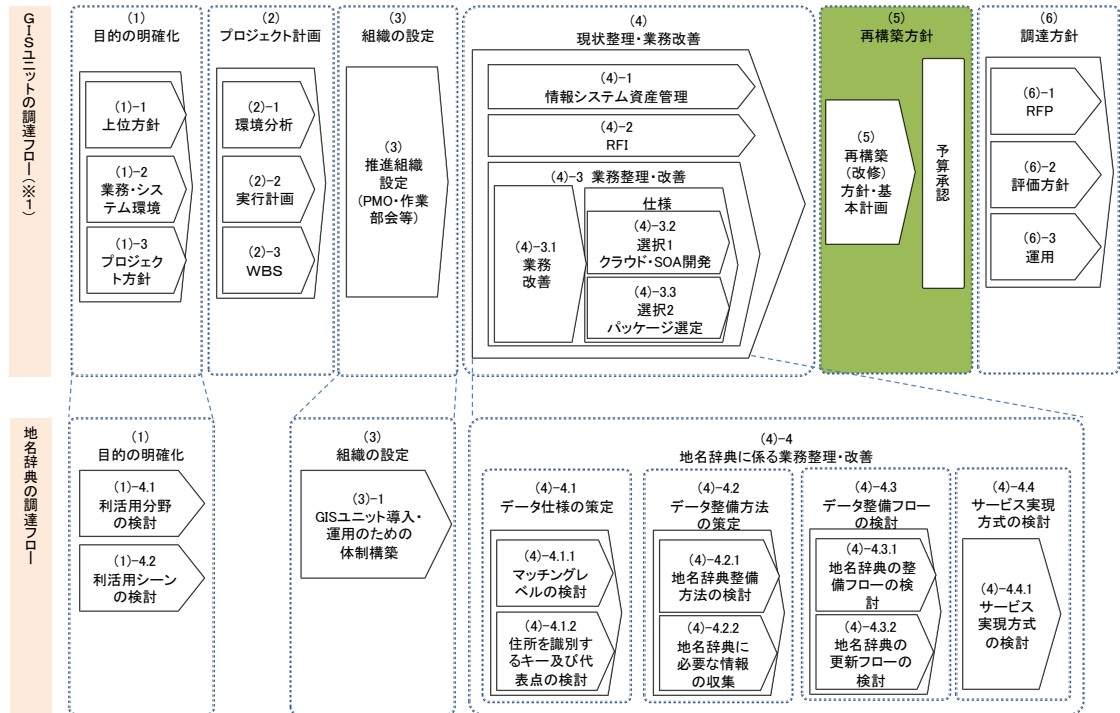 GISユニットの調達フロー(※1)
(1)
目的の明確化
(1)-1
上位方針
(1)-2
業務・シス
テム環境
(1)-3
プロジェク
ト方針
(2)
プロジェクト計画
(2)-1
環境分析
(2)-2
実行計画
(2)-3
WBS
(3)
組織の設定
(3)
推進組織
設定
(PMO・作業
部会等)
(4)
現状整理・業務改善
(4)-1
情報システム資産管理
(4)-2
RFI
(4)-3 業務整理・改善
(4)-3.1
業務
改善
仕様
(4)-3.2
選択1
クラウド・SOA開発
(4)-3.3
選択2
パッケージ選定
(5)
再構築方針
(5)
再構築
(改修)
方針・基
本計画
予算承認
(6)
調達方針
(6)-1
RFP
(6)-2
評価方針
(6)-3
運用
地名辞典の調達フロー
(1)
目的の明確化
(1)-4.1
利活用分野
の検討
(1)-4.2
利活用シーン
の検討
(3)
組織の設定
(3)-1
GISユニット導入・
運用のための
体制構築
(4)-4
地名辞典に係る業務整理・改善
(4)-4.1
データ仕様の策定
(4)-4.1.1
マッチングレ
ベルの検討
(4)-4.1.2
住所を識別す
るキー及び代
表点の検討
(4)-4.2
データ整備方法
の策定
(4)-4.2.1
地名辞典整備
方法の検討
(4)-4.2.2
地名辞典に
必要な情報
の収集
(4)-4.3
データ整備フロー
の検討
(4)-4.3.1
地名辞典の整
備フローの検
討
(4)-4.3.2
地名辞典の
更新フローの
検討
(4)-4.4
サービス実現
方式の検討
(4)-4.4.1
サービス
実現方式
の検討